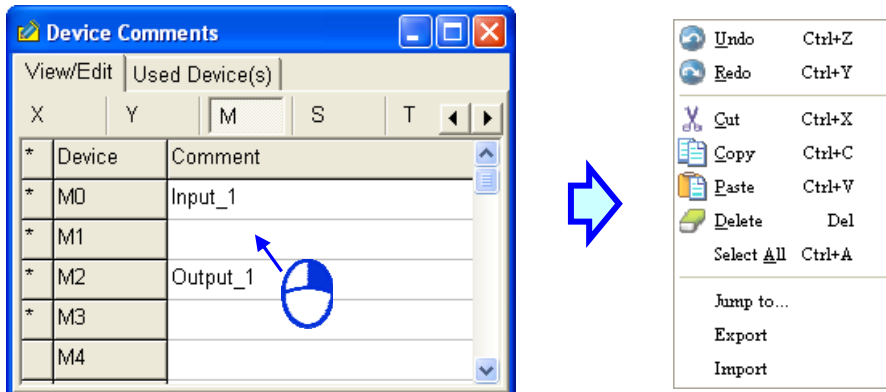 Device Comments
View/Edit Used Device(s)
X Y M S T
* Device Comment
* M0 Input_1
* M1
* M2 Output_1
* M3
M4
Undo Ctrl+Z
Redo Ctrl+Y
Cut Ctrl+X
Copy Ctrl+C
Paste Ctrl+V
Delete Del
Select All Ctrl+A
Jump to...
Export
Import